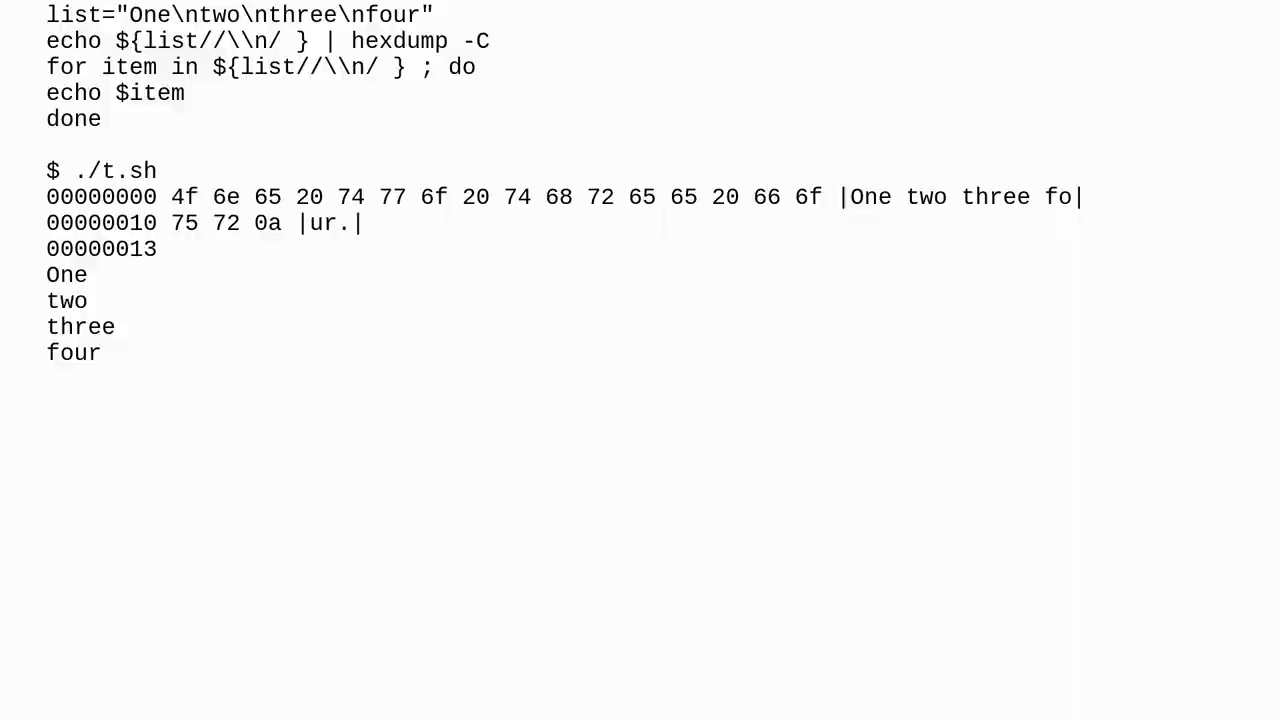 list="One\ntwo\nthree\nfour"
echo ${list//\\n/ } | hexdump -C
for item in ${list//\\n/ } ; do
echo $item
done

$ ./t.sh
00000000 4f 6e 65 20 74 77 6f 20 74 68 72 65 65 20 66 6f |One two three fo|
00000010 75 72 0a |ur.|
00000013
One
two
three
four